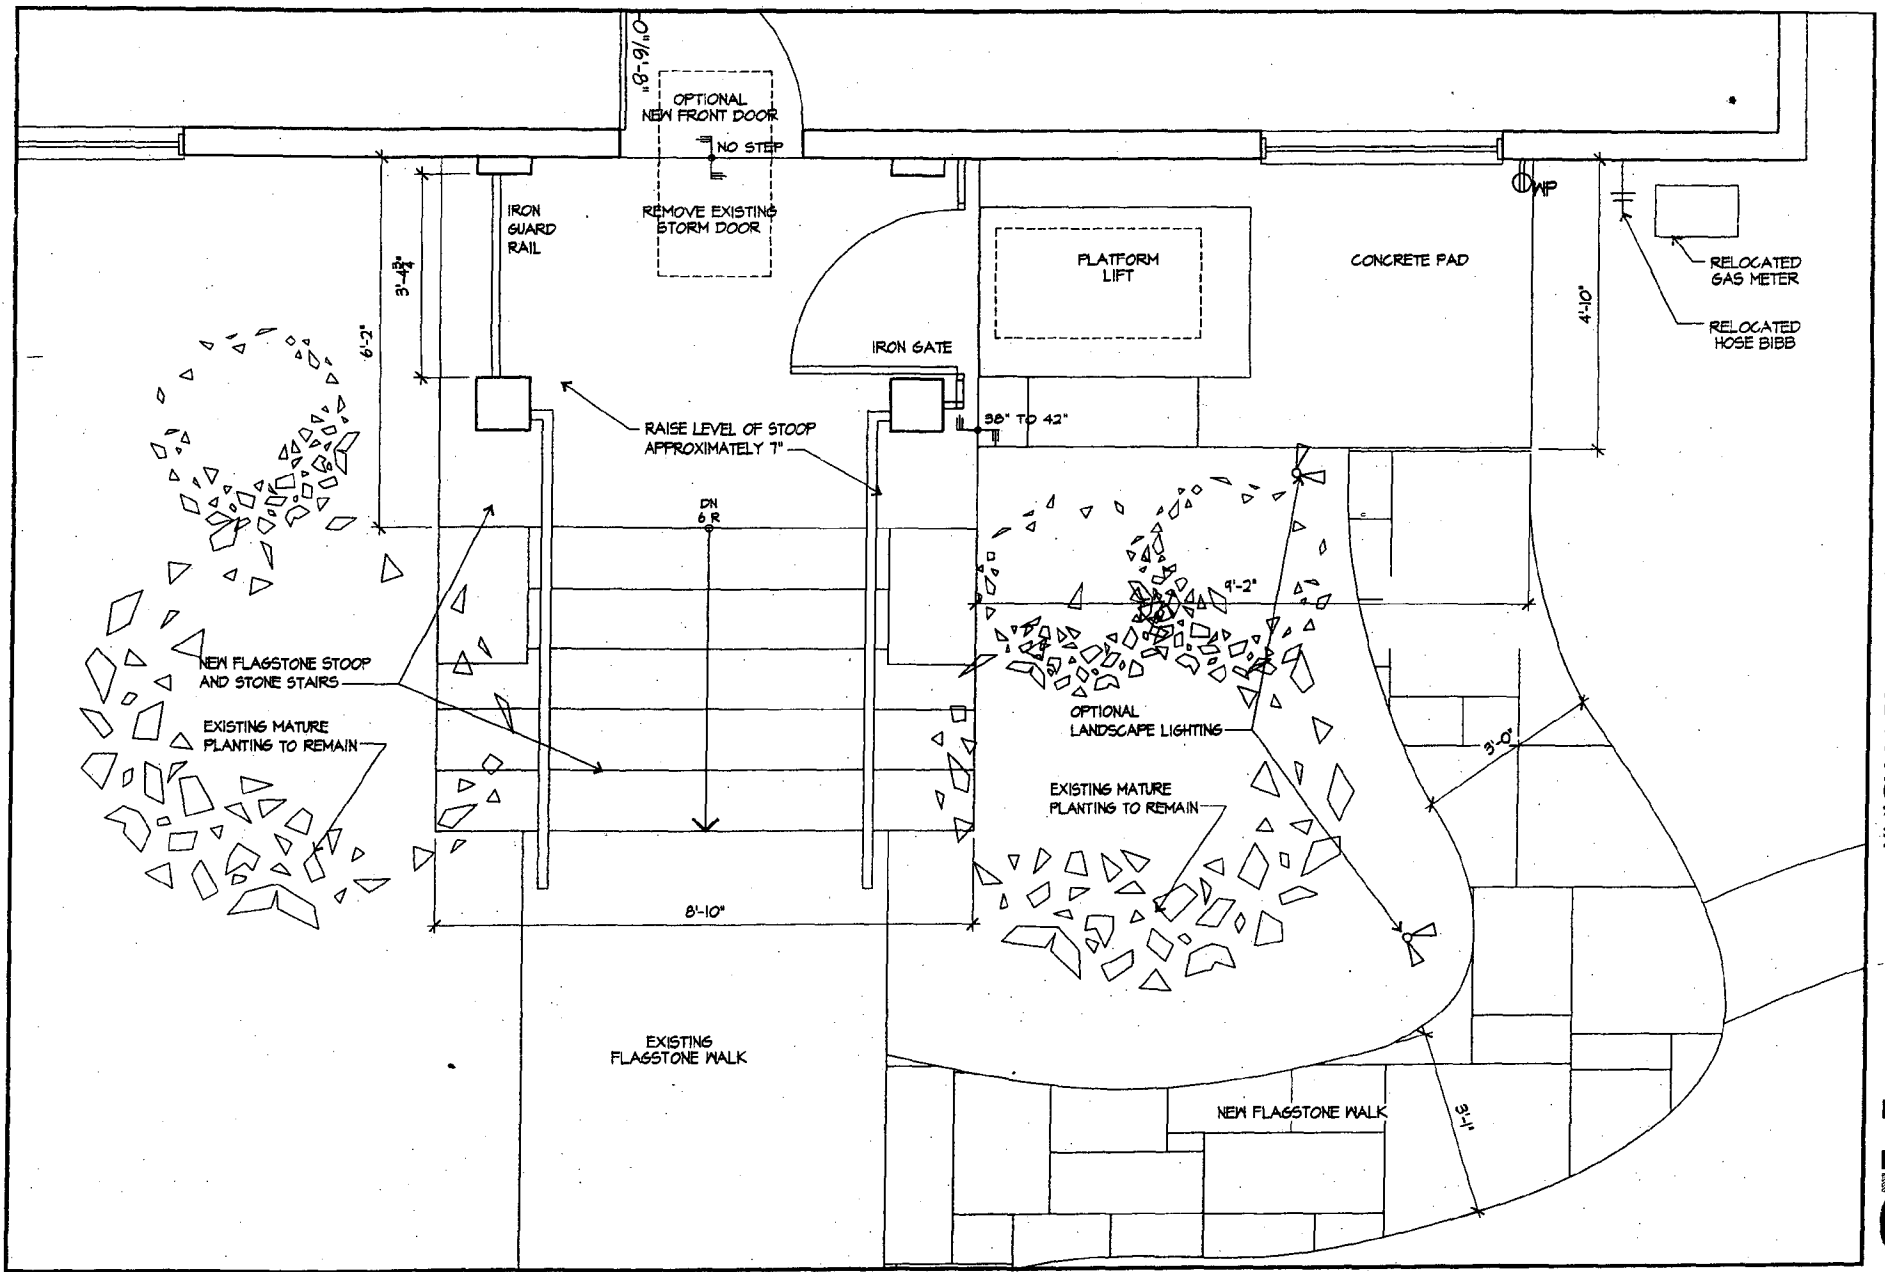 3'-0"/6'-8"
OPTIONAL
NEW FRONT DOOR
NO STEP
WP
IRON
GUARD
RAIL
REMOVE EXISTING
STORM DOOR
3'-4¾"
6'-2"
PLATFORM
LIFT
CONCRETE PAD
4'-10"
RELOCATED
GAS METER
RELOCATED
HOSE BIBB
IRON GATE
RAISE LEVEL OF STOOP
APPROXIMATELY 7"
38" TO 42"
DN
6 R
9'-2"
NEW FLAGSTONE STOOP
AND STONE STAIRS
EXISTING MATURE
PLANTING TO REMAIN
OPTIONAL
LANDSCAPE LIGHTING
3'-0"
EXISTING MATURE
PLANTING TO REMAIN
8'-10"
EXISTING
FLAGSTONE WALK
NEW FLAGSTONE WALK
3'-1"